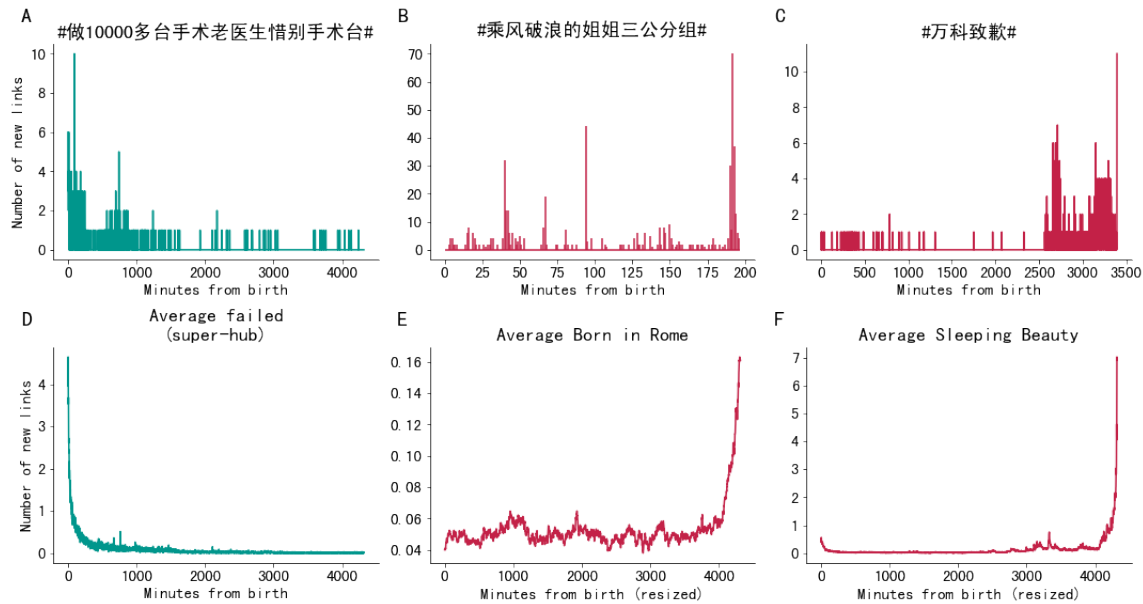 A
#做10000多台手术老医生惜别手术台#
Number of new links
10
8
6
4
2
0
0 1000 2000 3000 4000
Minutes from birth
B
#乘风破浪的姐姐三公分组#
70
60
50
40
30
20
10
0
0 25 50 75 100 125 150 175 200
Minutes from birth
C
#万科致歉#
10
8
6
4
2
0
0 500 1000 1500 2000 2500 3000 3500
Minutes from birth
D
Average failed
(super-hub)
Number of new links
4
3
2
1
0
0 1000 2000 3000 4000
Minutes from birth
E
Average Born in Rome
0.16
0.14
0.12
0.10
0.08
0.06
0.04
0 1000 2000 3000 4000
Minutes from birth (resized)
F
Average Sleeping Beauty
7
6
5
4
3
2
1
0
0 1000 2000 3000 4000
Minutes from birth (resized)